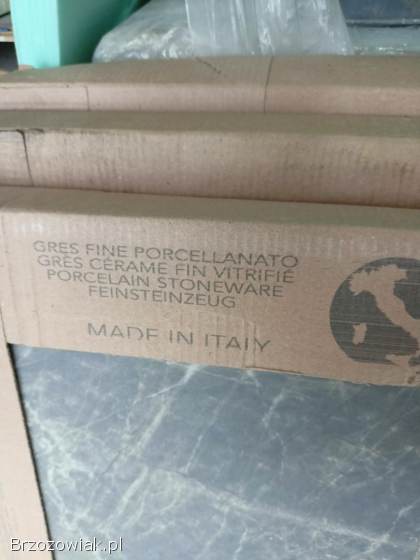 GRES FINE PORCELLANATO
GRÈS CÉRAME FIN VITRIFIÉ
PORCELAIN STONEWARE
FEINSTEINZEUG
MADE IN ITALY
Brzozowiak.pl